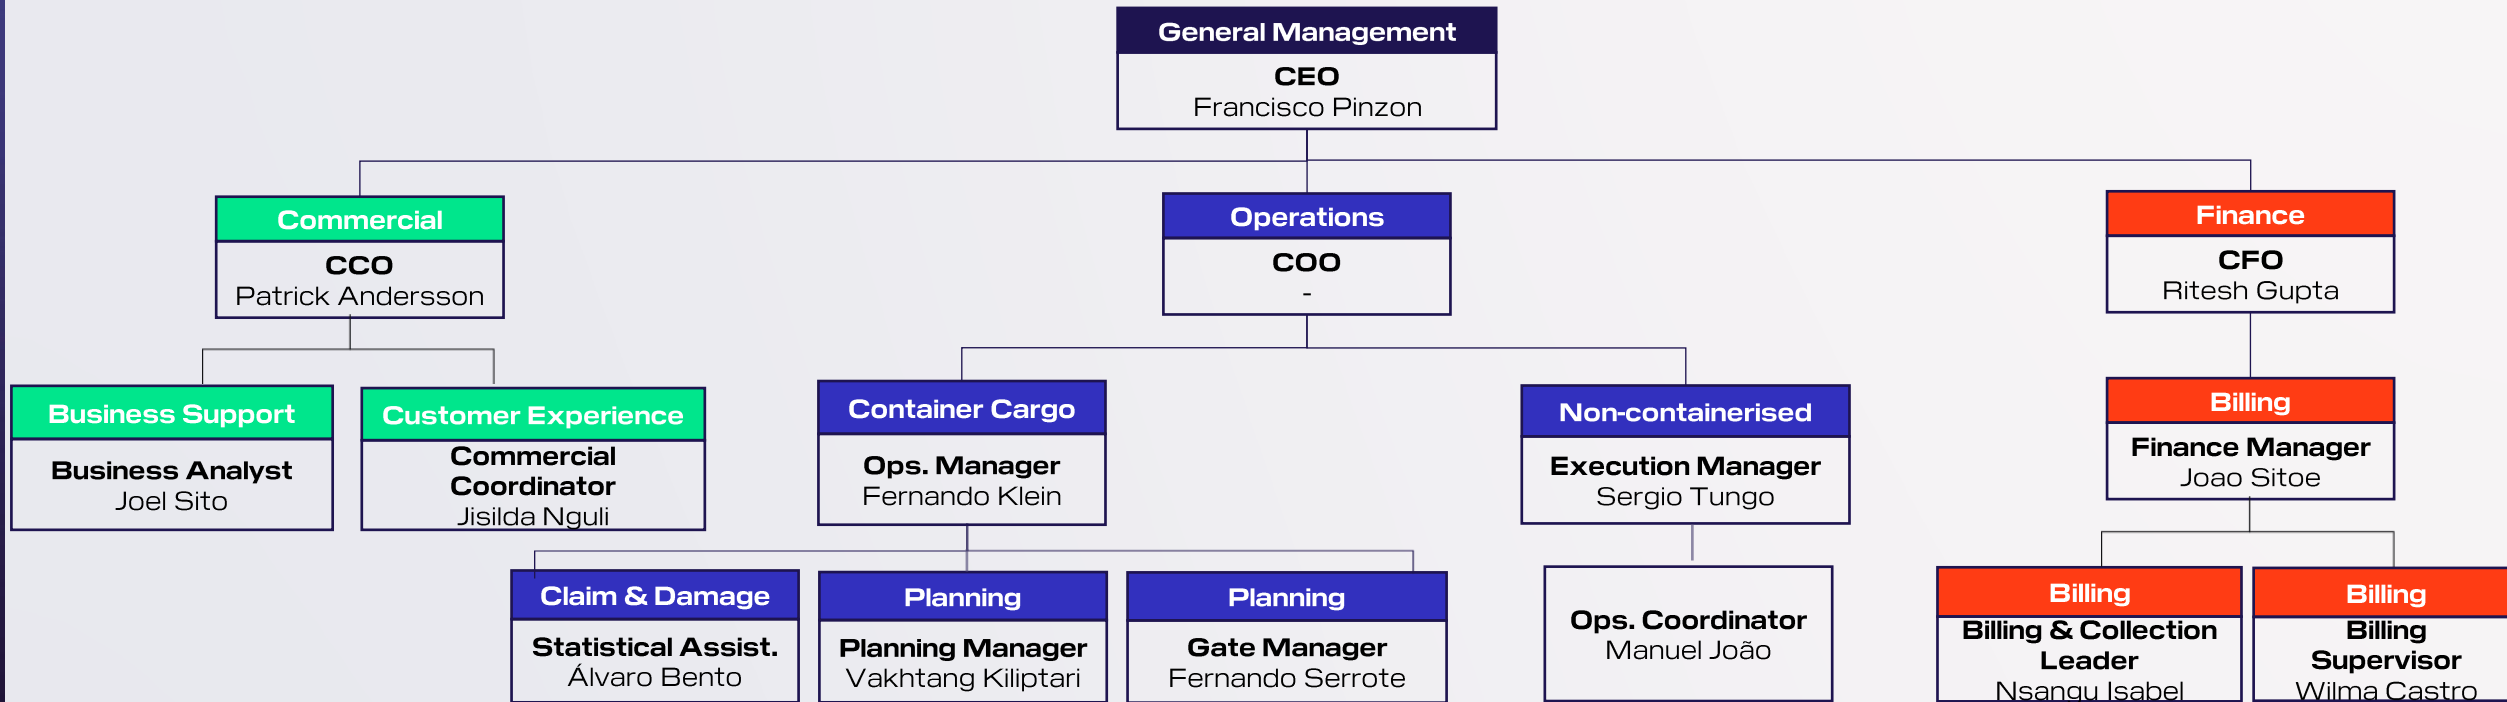 General Management
CEO
Francisco Pinzon
Commercial
CCO
Patrick Andersson
Operations
COO
-
Finance
CFO
Ritesh Gupta
Business Support
Business Analyst
Joel Sito
Customer Experience
Commercial
Coordinator
Jisilda Nguli
Container Cargo
Ops. Manager
Fernando Klein
Non-containerised
Execution Manager
Sergio Tungo
Billing
Finance Manager
Joao Sitoe
Claim & Damage
Statistical Assist.
Álvaro Bento
Planning
Planning Manager
Vakhtang Kiliptari
Planning
Gate Manager
Fernando Serrote
Ops. Coordinator
Manuel João
Billing
Billing & Collection
Leader
Nsangu Isabel
Billing
Billing
Supervisor
Wilma Castro